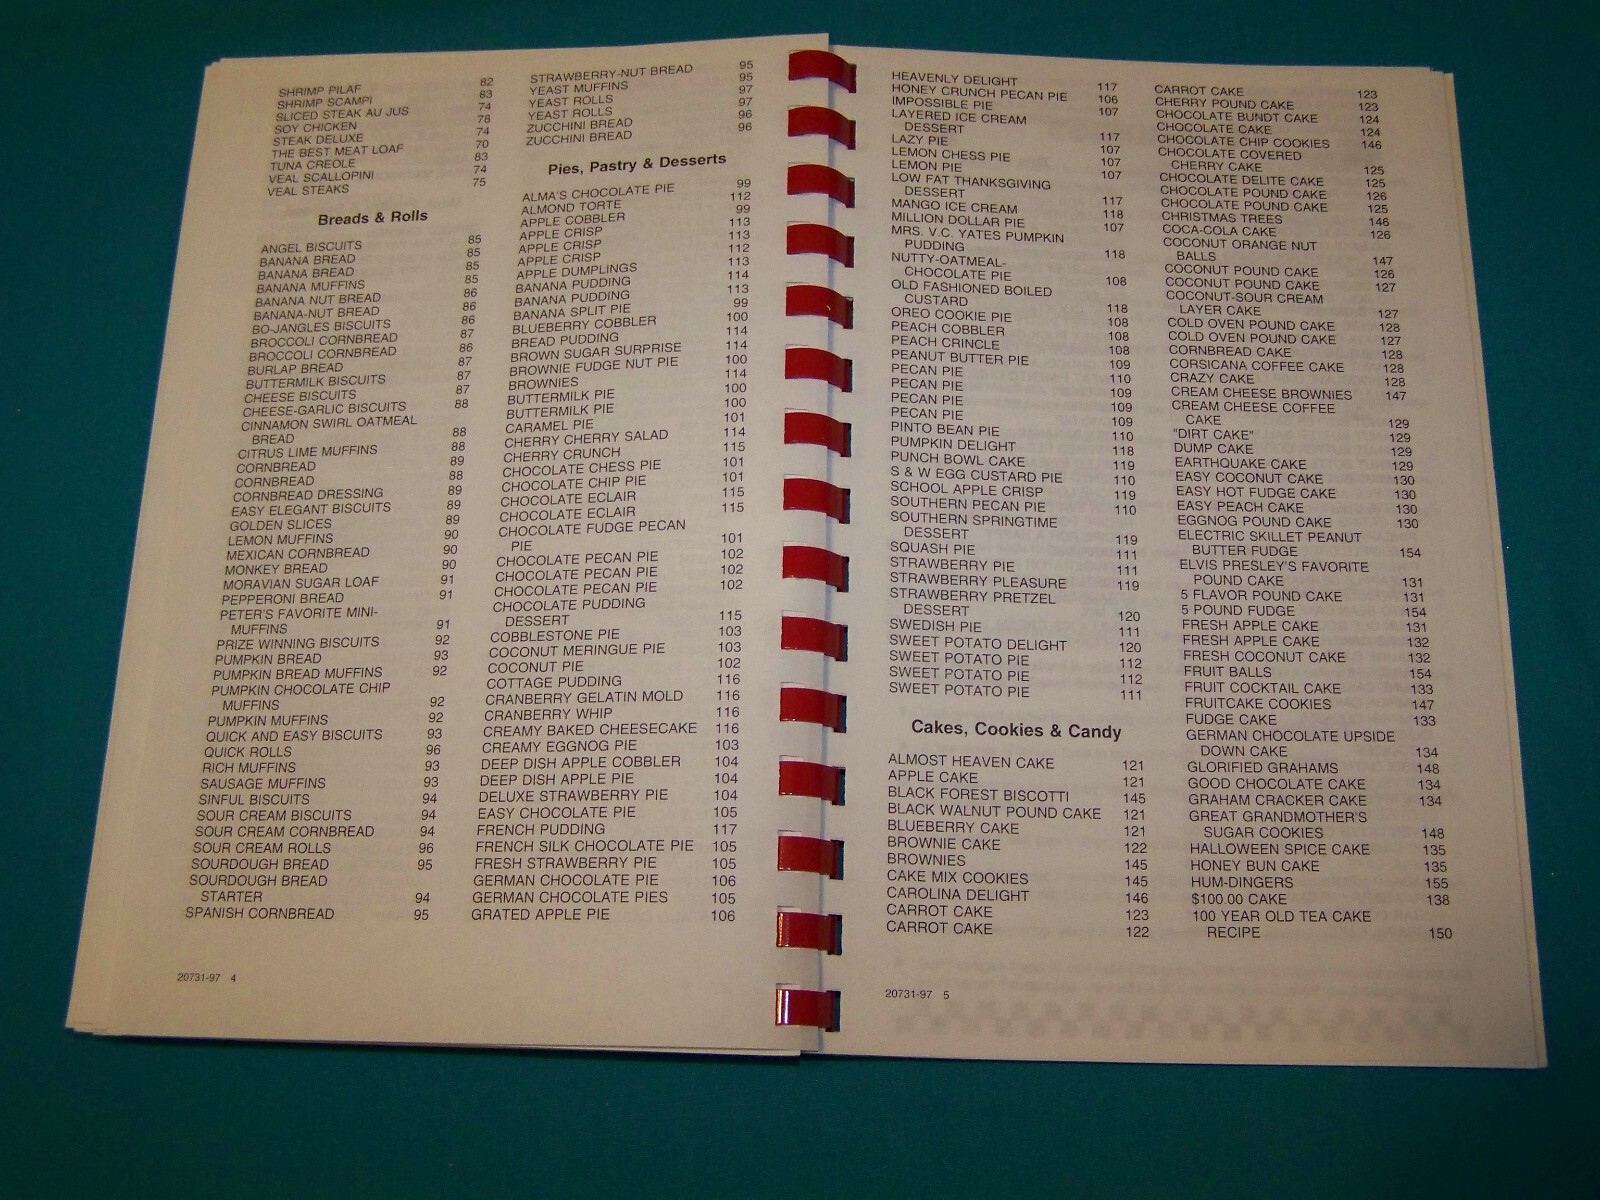 SHRIMP PILAF 82
SHRIMP SCAMPI 83
SLICED STEAK AU JUS 74
SOY CHICKEN 78
STEAK DELUXE 74
THE BEST MEAT LOAF 70
TUNA CREOLE 83
VEAL SCALLOPINI 74
VEAL STEAKS 75
Breads & Rolls
ANGEL BISCUITS 85
BANANA BREAD 85
BANANA BREAD 85
BANANA MUFFINS 85
BANANA NUT BREAD 86
BANANA-NUT BREAD 86
BO-JANGLES BISCUITS 86
BROCCOLI CORNBREAD 87
BROCCOLI CORNBREAD 86
BURLAP BREAD 87
BUTTERMILK BISCUITS 87
CHEESE BISCUITS 87
CHEESE-GARLIC BISCUITS 88
CINNAMON SWIRL OATMEAL
BREAD 88
CITRUS LIME MUFFINS 88
CORNBREAD 89
CORNBREAD 88
CORNBREAD DRESSING 89
EASY ELEGANT BISCUITS 89
GOLDEN SLICES 89
LEMON MUFFINS 90
MEXICAN CORNBREAD 90
MONKEY BREAD 90
MORAVIAN SUGAR LOAF 91
PEPPERONI BREAD 91
PETER'S FAVORITE MINI-
MUFFINS 91
PRIZE WINNING BISCUITS 92
PUMPKIN BREAD 93
PUMPKIN BREAD MUFFINS 92
PUMPKIN CHOCOLATE CHIP
MUFFINS 92
PUMPKIN MUFFINS 92
QUICK AND EASY BISCUITS 93
QUICK ROLLS 96
RICH MUFFINS 93
SAUSAGE MUFFINS 93
SINFUL BISCUITS 94
SOUR CREAM BISCUITS 94
SOUR CREAM CORNBREAD 94
SOUR CREAM ROLLS 96
SOURDOUGH BREAD 95
SOURDOUGH BREAD
STARTER 94
SPANISH CORNBREAD 95
20731-97 4
STRAWBERRY-NUT BREAD 95
YEAST MUFFINS 95
YEAST ROLLS 97
YEAST ROLLS 97
ZUCCHINI BREAD 96
ZUCCHINI BREAD 96
Pies, Pastry & Desserts
ALMA'S CHOCOLATE PIE 99
ALMOND TORTE 112
APPLE COBBLER 99
APPLE CRISP 113
APPLE CRISP 113
APPLE CRISP 112
APPLE DUMPLINGS 113
BANANA PUDDING 114
BANANA PUDDING 113
BANANA SPLIT PIE 99
BLUEBERRY COBBLER 100
BREAD PUDDING 114
BROWN SUGAR SURPRISE 114
BROWNIE FUDGE NUT PIE 100
BROWNIES 114
BUTTERMILK PIE 100
BUTTERMILK PIE 100
CARAMEL PIE 101
CHERRY CHERRY SALAD 114
CHERRY CRUNCH 115
CHOCOLATE CHESS PIE 101
CHOCOLATE CHIP PIE 101
CHOCOLATE ECLAIR 115
CHOCOLATE ECLAIR 115
CHOCOLATE FUDGE PECAN
PIE 101
CHOCOLATE PECAN PIE 102
CHOCOLATE PECAN PIE 102
CHOCOLATE PECAN PIE 102
CHOCOLATE PUDDING
DESSERT 115
COBBLESTONE PIE 103
COCONUT MERINGUE PIE 103
COCONUT PIE 102
COTTAGE PUDDING 116
CRANBERRY GELATIN MOLD 116
CRANBERRY WHIP 116
CREAMY BAKED CHEESECAKE 116
CREAMY EGGNOG PIE 103
DEEP DISH APPLE COBBLER 104
DEEP DISH APPLE PIE 104
DELUXE STRAWBERRY PIE 104
EASY CHOCOLATE PIE 105
FRENCH PUDDING 117
FRENCH SILK CHOCOLATE PIE 105
FRESH STRAWBERRY PIE 105
GERMAN CHOCOLATE PIE 106
GERMAN CHOCOLATE PIES 105
GRATED APPLE PIE 106
HEAVENLY DELIGHT 117
HONEY CRUNCH PECAN PIE 106
IMPOSSIBLE PIE 107
LAYERED ICE CREAM
DESSERT 117
LAZY PIE 107
LEMON CHESS PIE 107
LEMON PIE 107
LOW FAT THANKSGIVING
DESSERT 117
MANGO ICE CREAM 118
MILLION DOLLAR PIE 107
MRS. V.C. YATES PUMPKIN
PUDDING 118
NUTTY-OATMEAL-
CHOCOLATE PIE 108
OLD FASHIONED BOILED
CUSTARD 118
OREO COOKIE PIE 108
PEACH COBBLER 108
PEACH CRINCLE 108
PEANUT BUTTER PIE 109
PECAN PIE 110
PECAN PIE 109
PECAN PIE 109
PECAN PIE 109
PINTO BEAN PIE 110
PUMPKIN DELIGHT 118
PUNCH BOWL CAKE 119
S & W EGG CUSTARD PIE 110
SCHOOL APPLE CRISP 119
SOUTHERN PECAN PIE 110
SOUTHERN SPRINGTIME
DESSERT 119
SQUASH PIE 111
STRAWBERRY PIE 111
STRAWBERRY PLEASURE 119
STRAWBERRY PRETZEL
DESSERT 120
SWEDISH PIE 111
SWEET POTATO DELIGHT 120
SWEET POTATO PIE 112
SWEET POTATO PIE 112
SWEET POTATO PIE 111
Cakes, Cookies & Candy
ALMOST HEAVEN CAKE 121
APPLE CAKE 121
BLACK FOREST BISCOTTI 145
BLACK WALNUT POUND CAKE 121
BLUEBERRY CAKE 121
BROWNIE CAKE 122
BROWNIES 145
CAKE MIX COOKIES 145
CAROLINA DELIGHT 146
CARROT CAKE 123
CARROT CAKE 122
20731-97 5
CARROT CAKE 123
CHERRY POUND CAKE 123
CHOCOLATE BUNDT CAKE 124
CHOCOLATE CAKE 124
CHOCOLATE CHIP COOKIES 146
CHOCOLATE COVERED
CHERRY CAKE 125
CHOCOLATE DELITE CAKE 125
CHOCOLATE POUND CAKE 126
CHOCOLATE POUND CAKE 125
CHRISTMAS TREES 146
COCA-COLA CAKE 126
COCONUT ORANGE NUT
BALLS 147
COCONUT POUND CAKE 126
COCONUT POUND CAKE 127
COCONUT-SOUR CREAM
LAYER CAKE 127
COLD OVEN POUND CAKE 128
COLD OVEN POUND CAKE 127
CORNBREAD CAKE 128
CORSICANA COFFEE CAKE 128
CRAZY CAKE 128
CREAM CHEESE BROWNIES 147
CREAM CHEESE COFFEE
CAKE 129
"DIRT CAKE" 129
DUMP CAKE 129
EARTHQUAKE CAKE 129
EASY COCONUT CAKE 130
EASY HOT FUDGE CAKE 130
EASY PEACH CAKE 130
EGGNOG POUND CAKE 130
ELECTRIC SKILLET PEANUT
BUTTER FUDGE 154
ELVIS PRESLEY'S FAVORITE
POUND CAKE 131
5 FLAVOR POUND CAKE 131
5 POUND FUDGE 154
FRESH APPLE CAKE 131
FRESH APPLE CAKE 132
FRESH COCONUT CAKE 132
FRUIT BALLS 154
FRUIT COCKTAIL CAKE 133
FRUITCAKE COOKIES 147
FUDGE CAKE 133
GERMAN CHOCOLATE UPSIDE
DOWN CAKE 134
GLORIFIED GRAHAMS 148
GOOD CHOCOLATE CAKE 134
GRAHAM CRACKER CAKE 134
GREAT GRANDMOTHER'S
SUGAR COOKIES 148
HALLOWEEN SPICE CAKE 135
HONEY BUN CAKE 135
HUM-DINGERS 155
$100.00 CAKE 138
100 YEAR OLD TEA CAKE
RECIPE 150